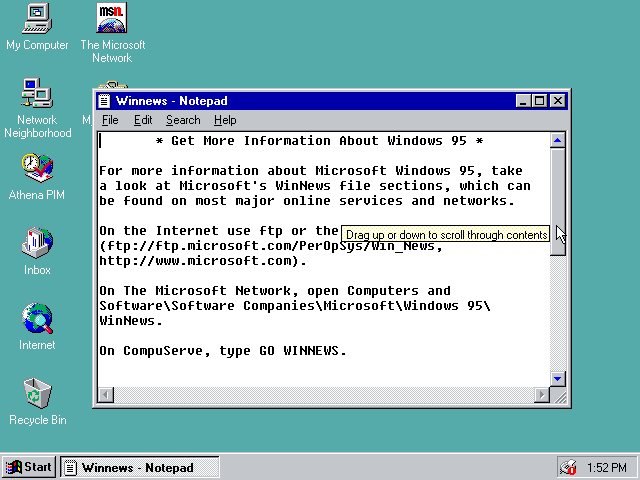 My Computer
msn.
The Microsoft
Network
Network
Neighborhood
M
Athena PIM
Inbox
Internet
Recycle Bin
Winnews - Notepad
File Edit Search Help
* Get More Information About Windows 95 *
For more information about Microsoft Windows 95, take
a look at Microsoft's WinNews file sections, which can
be found on most major online services and networks.
On the Internet use ftp or the
Drag up or down to scroll through contents
(ftp://ftp.microsoft.com/PerOpSys/Win_News,
http://www.microsoft.com).
On The Microsoft Network, open Computers and
Software\Software Companies\Microsoft\Windows 95\
WinNews.
On CompuServe, type GO WINNEWS.
Start
Winnews - Notepad
1:52 PM